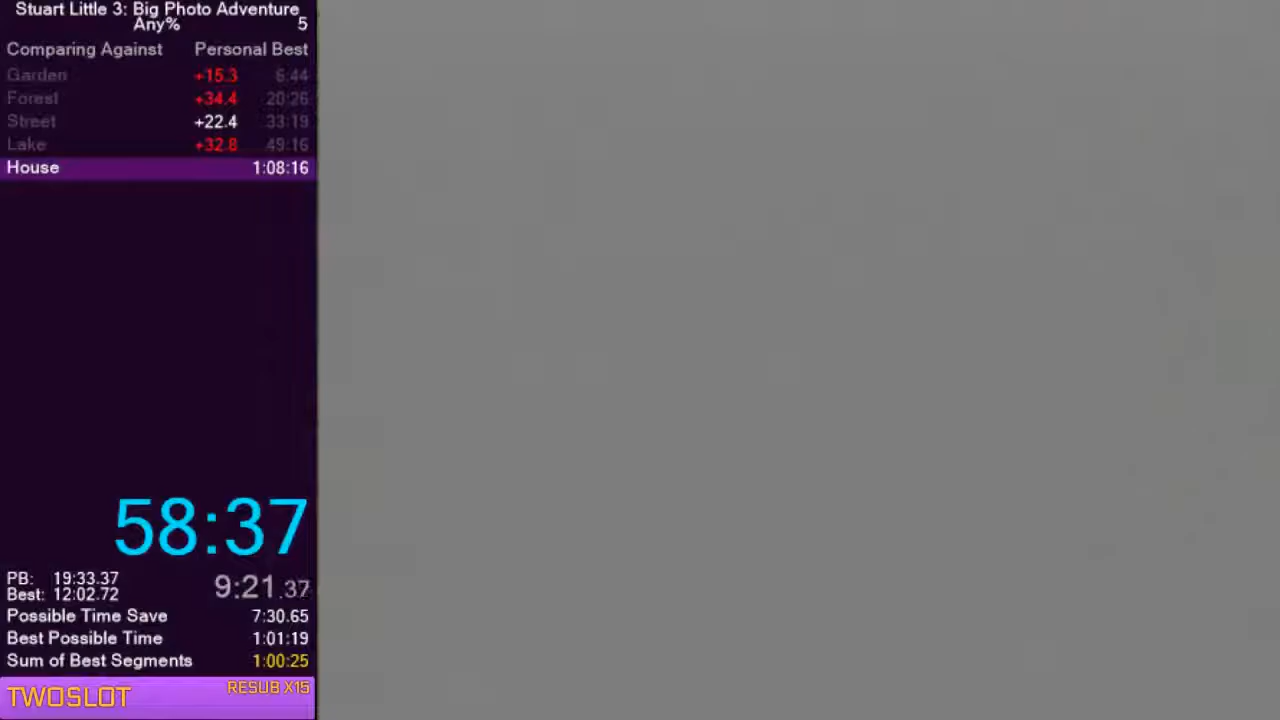 Stuart Little 3: Big Photo Adventure
Any% 5
Comparing Against Personal Best
Garden +15.3 6:44
Forest +34.4 20:26
Street +22.4 33:19
Lake +32.8 49:16
House 1:08:16
58:37
PB: 19:33.37 9:21.37
Best: 12:02.72
Possible Time Save 7:30.65
Best Possible Time 1:01:19
Sum of Best Segments 1:00:25
TWOSLOT RESUB X15